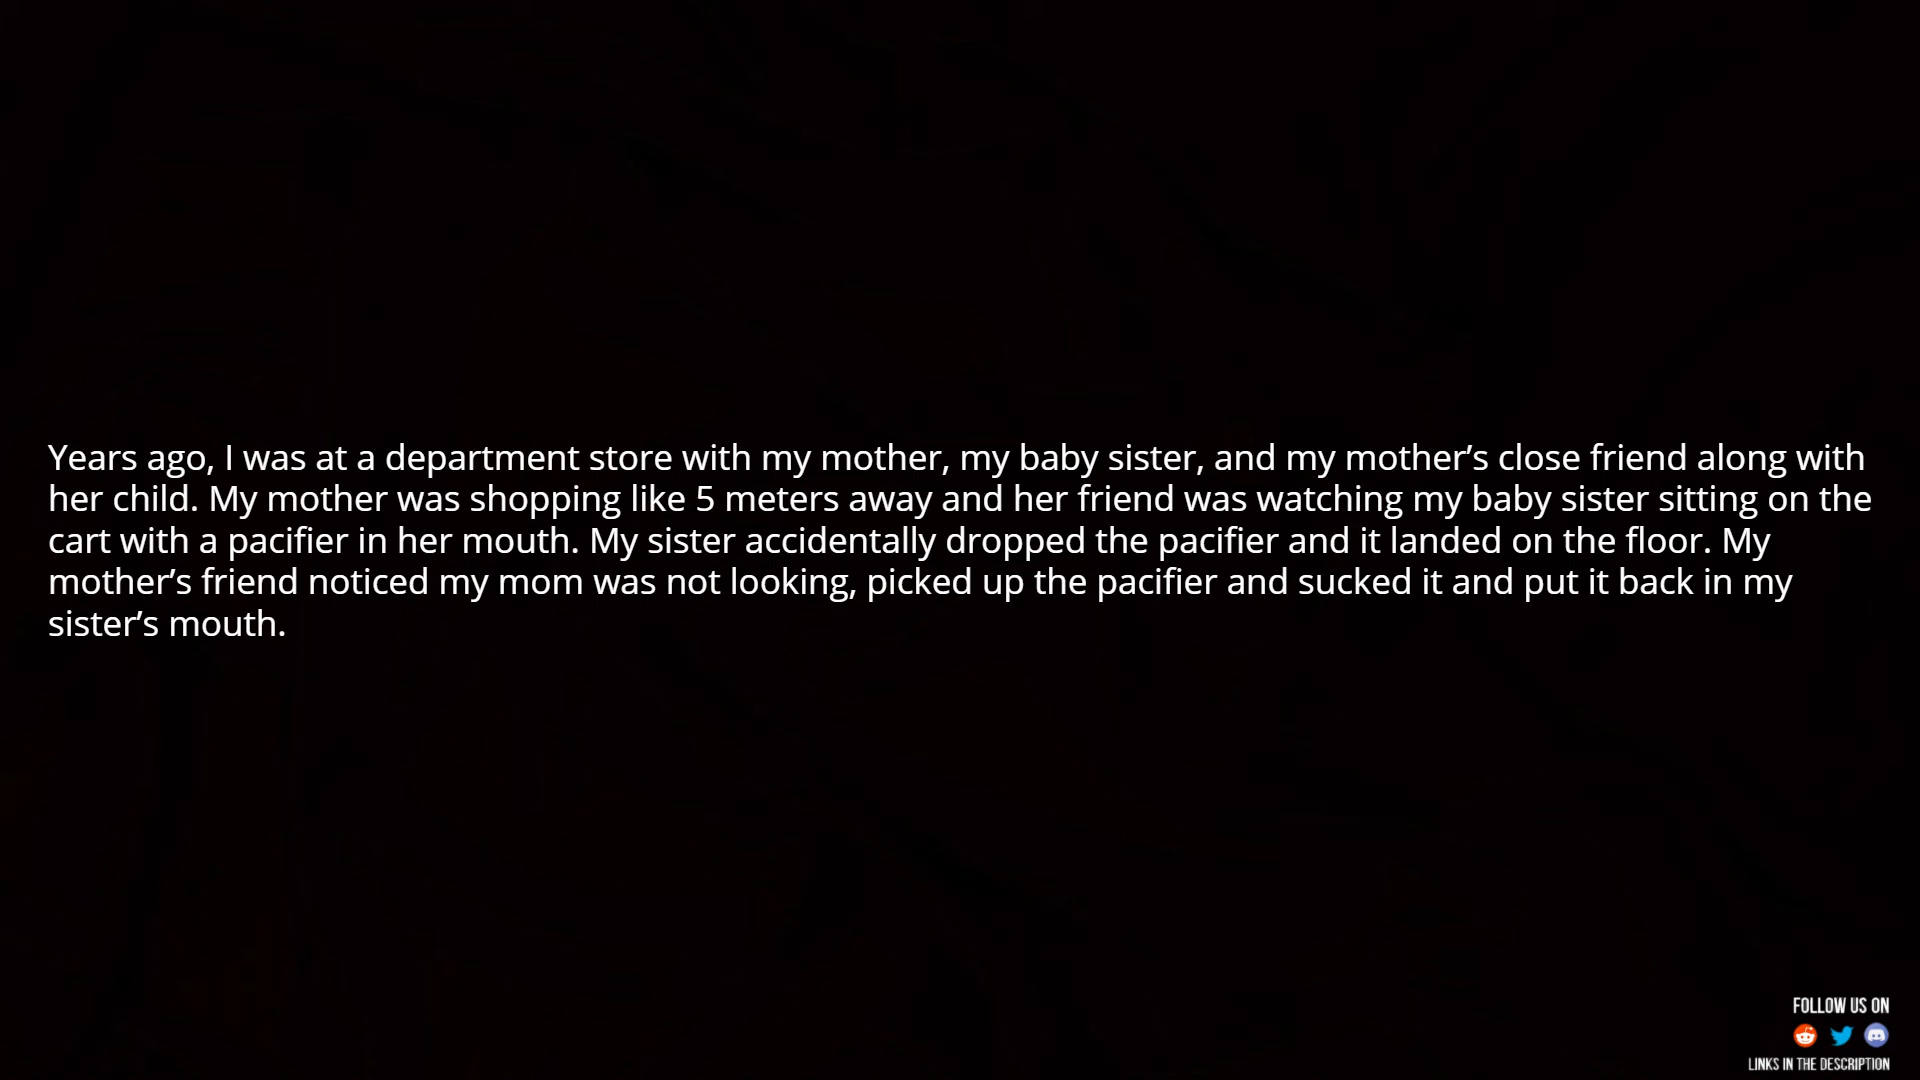 Years ago, I was at a department store with my mother, my baby sister, and my mother’s close friend along with
her child. My mother was shopping like 5 meters away and her friend was watching my baby sister sitting on the
cart with a pacifier in her mouth. My sister accidentally dropped the pacifier and it landed on the floor. My
mother’s friend noticed my mom was not looking, picked up the pacifier and sucked it and put it back in my
sister’s mouth.
FOLLOW US ON
LINKS IN THE DESCRIPTION